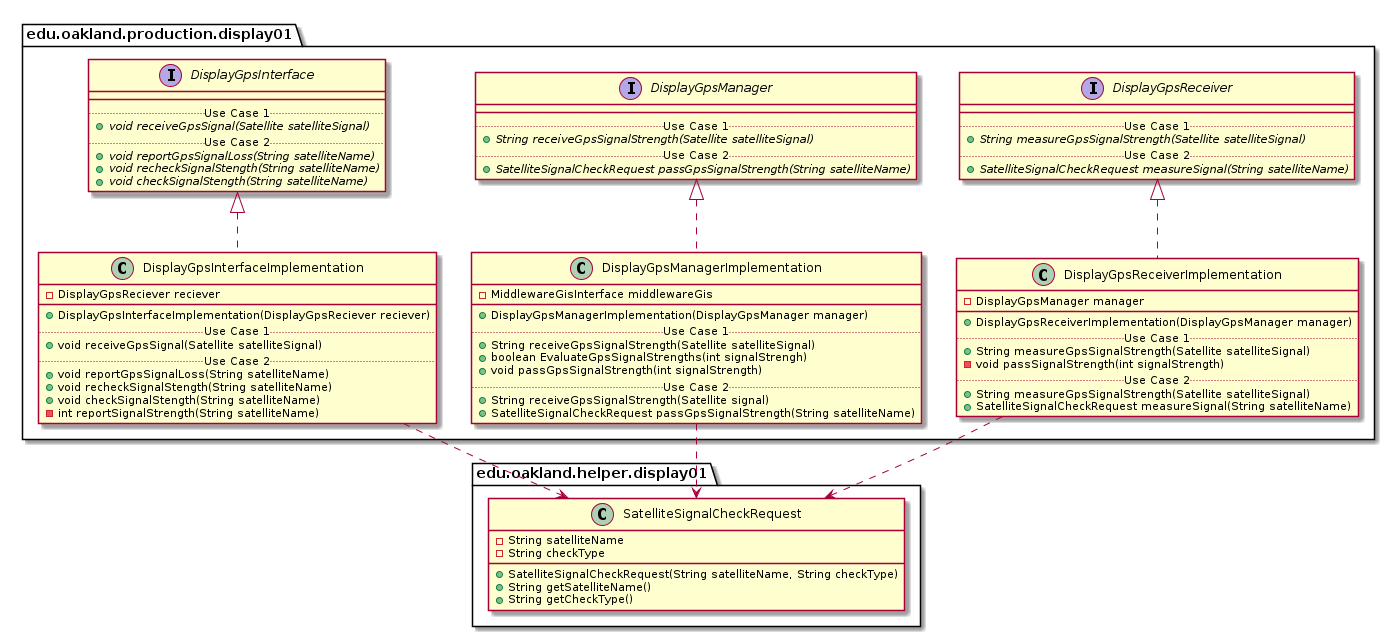 edu.oakland.production.display01
I DisplayGpsInterface
Use Case 1
void receiveGpsSignal(Satellite satelliteSignal)
Use Case 2
void reportGpsSignalLoss(String satelliteName)
void recheckSignalStength(String satelliteName)
void checkSignalStength(String satelliteName)
I DisplayGpsManager
Use Case 1
String receiveGpsSignalStrength(Satellite satelliteSignal)
Use Case 2
SatelliteSignalCheckRequest passGpsSignalStrength(String satelliteName)
I DisplayGpsReceiver
Use Case 1
String measureGpsSignalStrength(Satellite satelliteSignal)
Use Case 2
SatelliteSignalCheckRequest measureSignal(String satelliteName)
C DisplayGpsInterfaceImplementation
DisplayGpsReciever reciever
DisplayGpsInterfaceImplementation(DisplayGpsReciever reciever)
Use Case 1
void receiveGpsSignal(Satellite satelliteSignal)
Use Case 2
void reportGpsSignalLoss(String satelliteName)
void recheckSignalStength(String satelliteName)
void checkSignalStength(String satelliteName)
int reportSignalStrength(String satelliteName)
C DisplayGpsManagerImplementation
MiddlewareGisInterface middlewareGis
DisplayGpsManagerImplementation(DisplayGpsManager manager)
Use Case 1
String receiveGpsSignalStrength(Satellite satelliteSignal)
boolean EvaluateGpsSignalStrengths(int signalStrengh)
void passGpsSignalStrength(int signalStrength)
Use Case 2
String receiveGpsSignalStrength(Satellite signal)
SatelliteSignalCheckRequest passGpsSignalStrength(String satelliteName)
C DisplayGpsReceiverImplementation
DisplayGpsManager manager
DisplayGpsReceiverImplementation(DisplayGpsManager manager)
Use Case 1
String measureGpsSignalStrength(Satellite satelliteSignal)
void passGpsSignalStrength(int signalStrength)
Use Case 2
String measureGpsSignalStrength(Satellite satelliteSignal)
SatelliteSignalCheckRequest measureSignal(String satelliteName)
edu.oakland.helper.display01
C SatelliteSignalCheckRequest
String satelliteName
String checkType
SatelliteSignalCheckRequest(String satelliteName, String checkType)
String getSatelliteName()
String getCheckType()